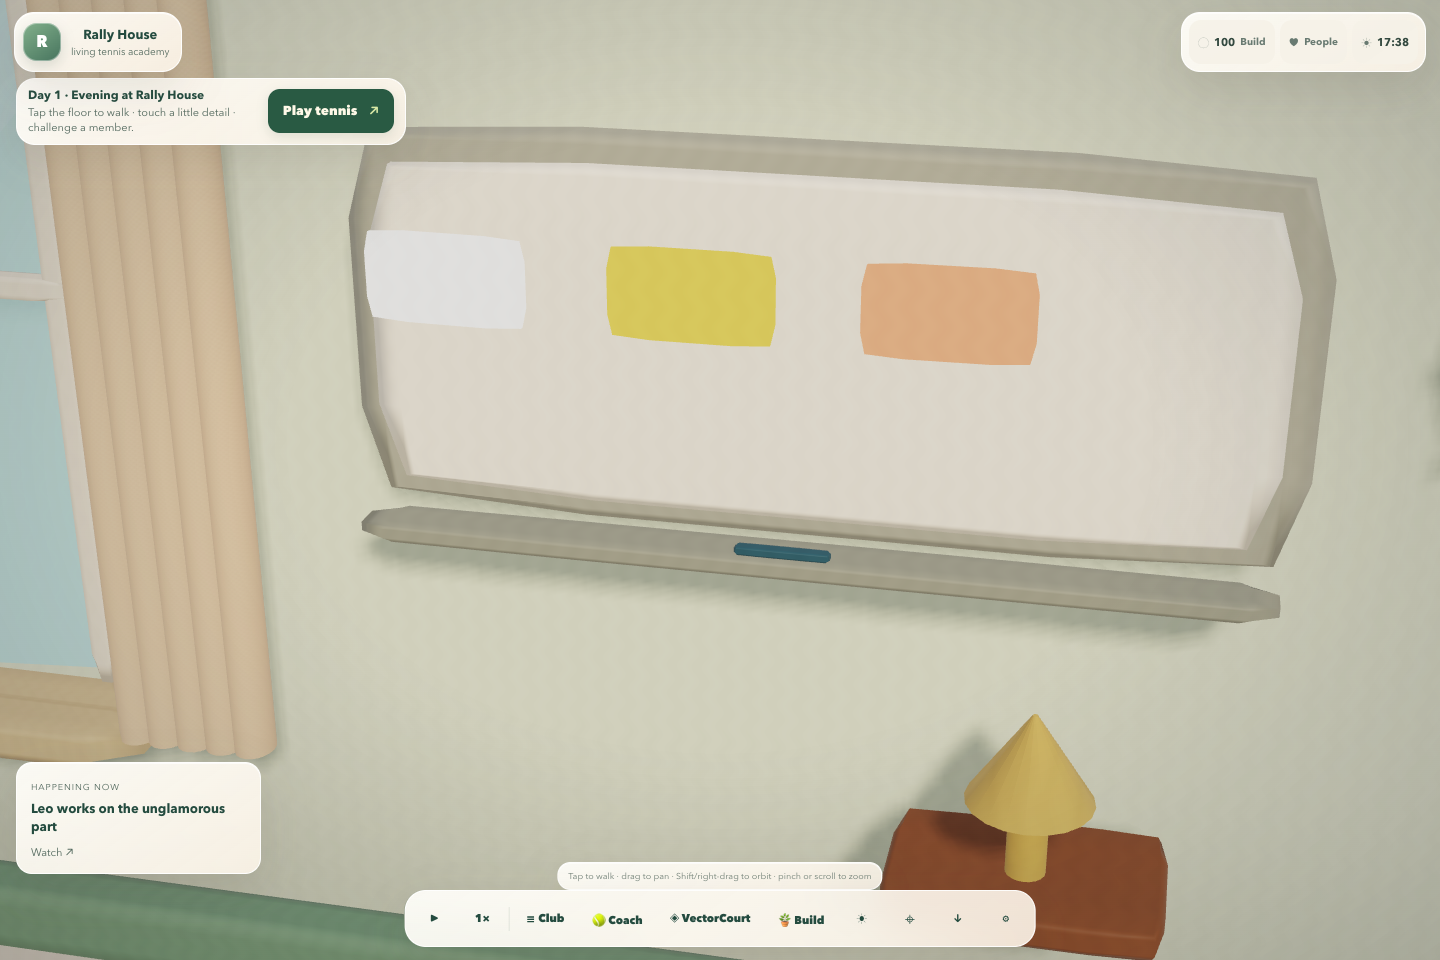 R
Rally House
living tennis academy
100 Build
People
17:38
Day 1 · Evening at Rally House
Tap the floor to walk · touch a little detail ·
challenge a member.
Play tennis ↗
HAPPENING NOW
Leo works on the unglamorous
part
Watch ↗
Tap to walk · drag to pan · Shift/right-drag to orbit · pinch or scroll to zoom
1×
Club
Coach
VectorCourt
Build